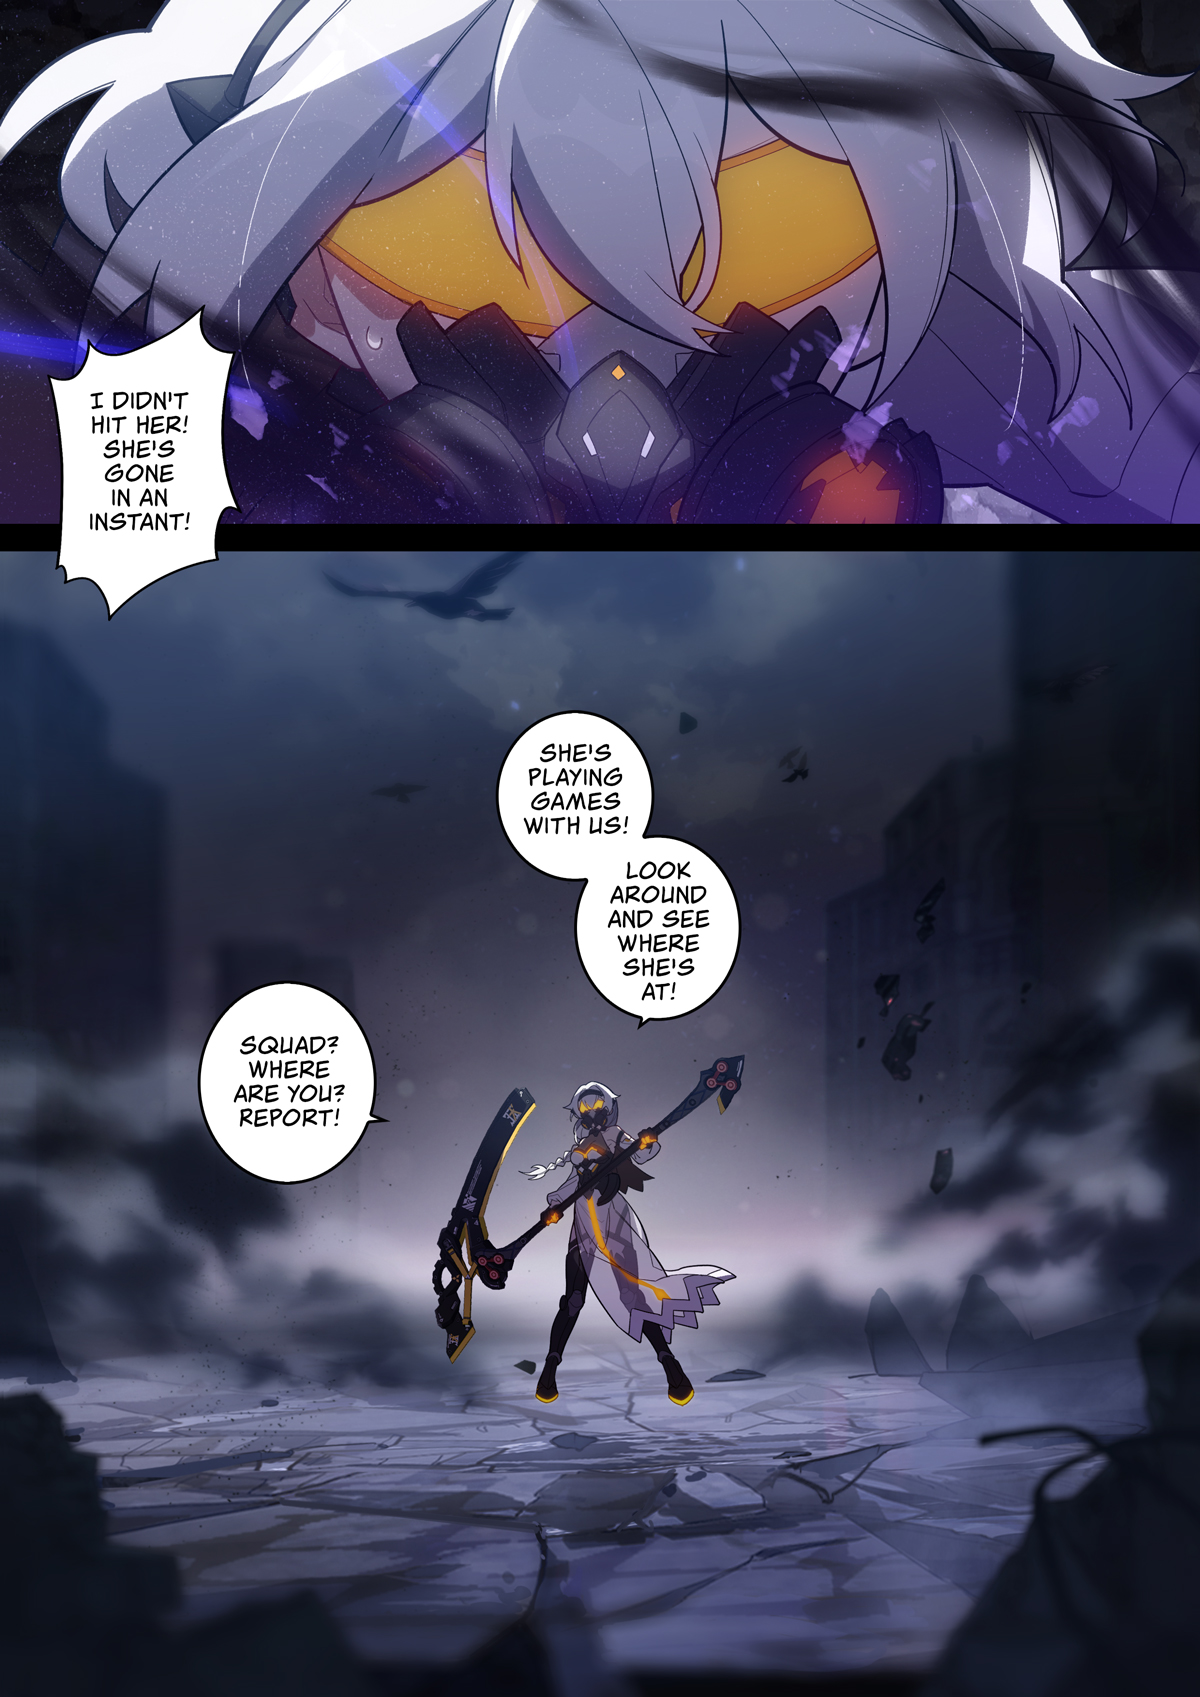 I DIDN'T
HIT HER!
SHE'S
GONE
IN AN
INSTANT!
SHE'S
PLAYING
GAMES
WITH US!
LOOK
AROUND
AND SEE
WHERE
SHE'S
AT!
SQUAD?
WHERE
ARE YOU?
REPORT!